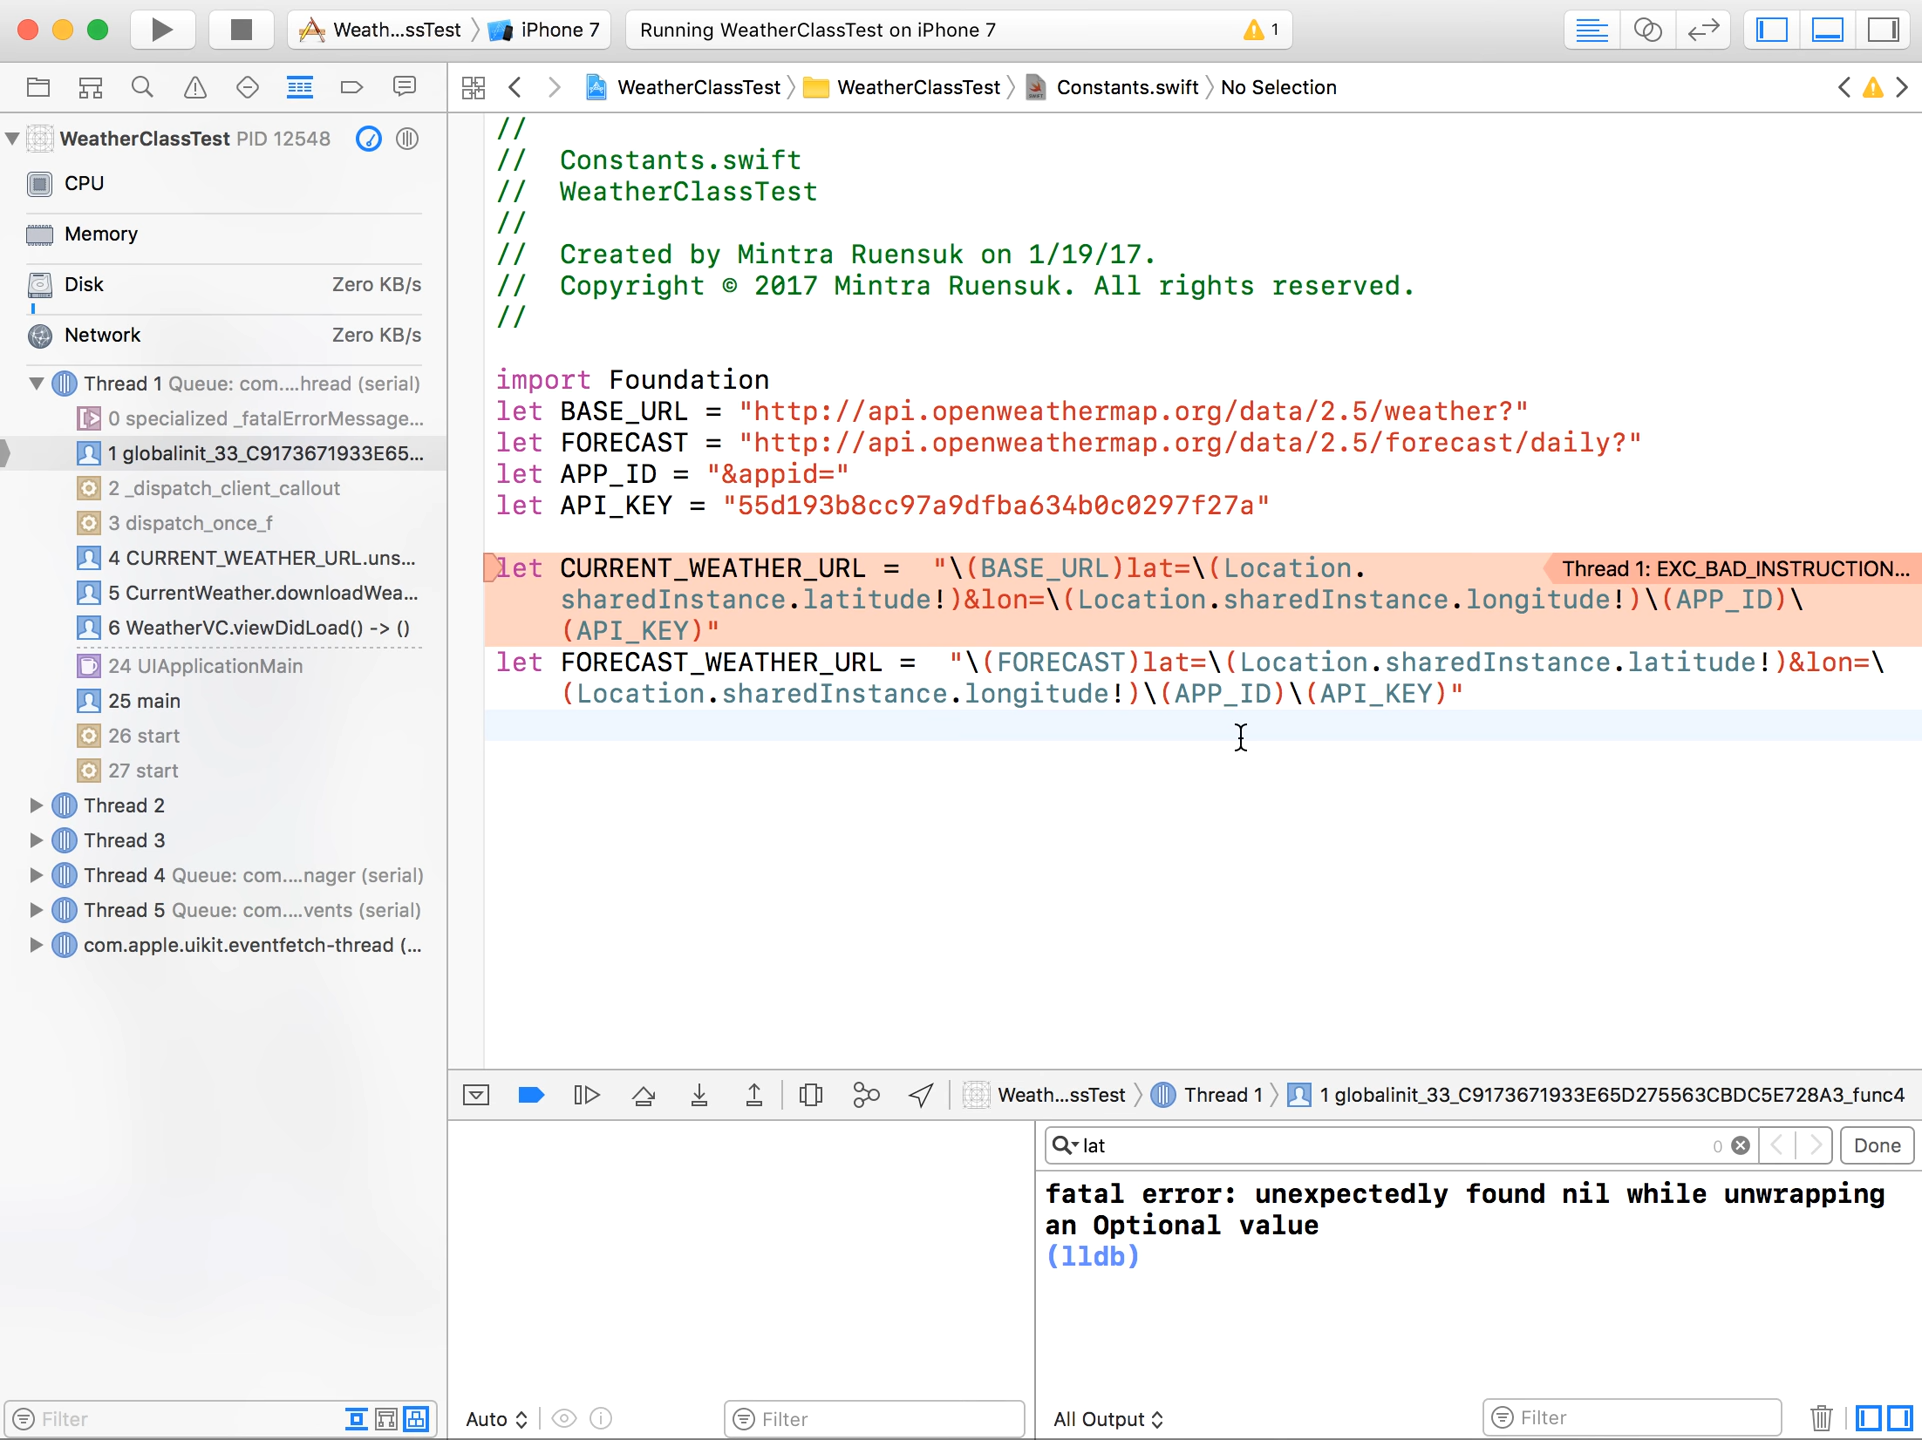 Weath...ssTest
iPhone 7
Running WeatherClassTest on iPhone 7
1
WeatherClassTest
WeatherClassTest
Constants.swift
No Selection
WeatherClassTest PID 12548
CPU
Memory
Disk Zero KB/s
Network Zero KB/s
Thread 1 Queue: com....hread (serial)
0 specialized _fatalErrorMessage...
1 globalinit_33_C9173671933E65...
2 _dispatch_client_callout
3 dispatch_once_f
4 CURRENT_WEATHER_URL.uns...
5 CurrentWeather.downloadWea...
6 WeatherVC.viewDidLoad() -> ()
24 UIApplicationMain
25 main
26 start
27 start
Thread 2
Thread 3
Thread 4 Queue: com....nager (serial)
Thread 5 Queue: com....vents (serial)
com.apple.uikit.eventfetch-thread (...
Filter
//
//  Constants.swift
//  WeatherClassTest
//
//  Created by Mintra Ruensuk on 1/19/17.
//  Copyright © 2017 Mintra Ruensuk. All rights reserved.
//
import Foundation
let BASE_URL = "http://api.openweathermap.org/data/2.5/weather?"
let FORECAST = "http://api.openweathermap.org/data/2.5/forecast/daily?"
let APP_ID = "&appid="
let API_KEY = "55d193b8cc97a9dfba634b0c0297f27a"
let CURRENT_WEATHER_URL =  "\(BASE_URL)lat=\(Location.
Thread 1: EXC_BAD_INSTRUCTION...
sharedInstance.latitude!)&lon=\(Location.sharedInstance.longitude!)\(APP_ID)\
(API_KEY)"
let FORECAST_WEATHER_URL =  "\(FORECAST)lat=\(Location.sharedInstance.latitude!)&lon=\
(Location.sharedInstance.longitude!)\(APP_ID)\(API_KEY)"
Weath...ssTest
Thread 1
1 globalinit_33_C9173671933E65D275563CBDC5E728A3_func4
lat
0
Done
fatal error: unexpectedly found nil while unwrapping
an Optional value
(lldb)
Auto
Filter
All Output
Filter